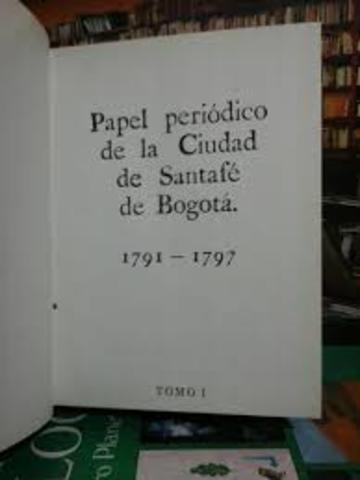 Papel periódico
de la Ciudad
de Santafé
de Bogotá.
1791 — 1797
TOMO I